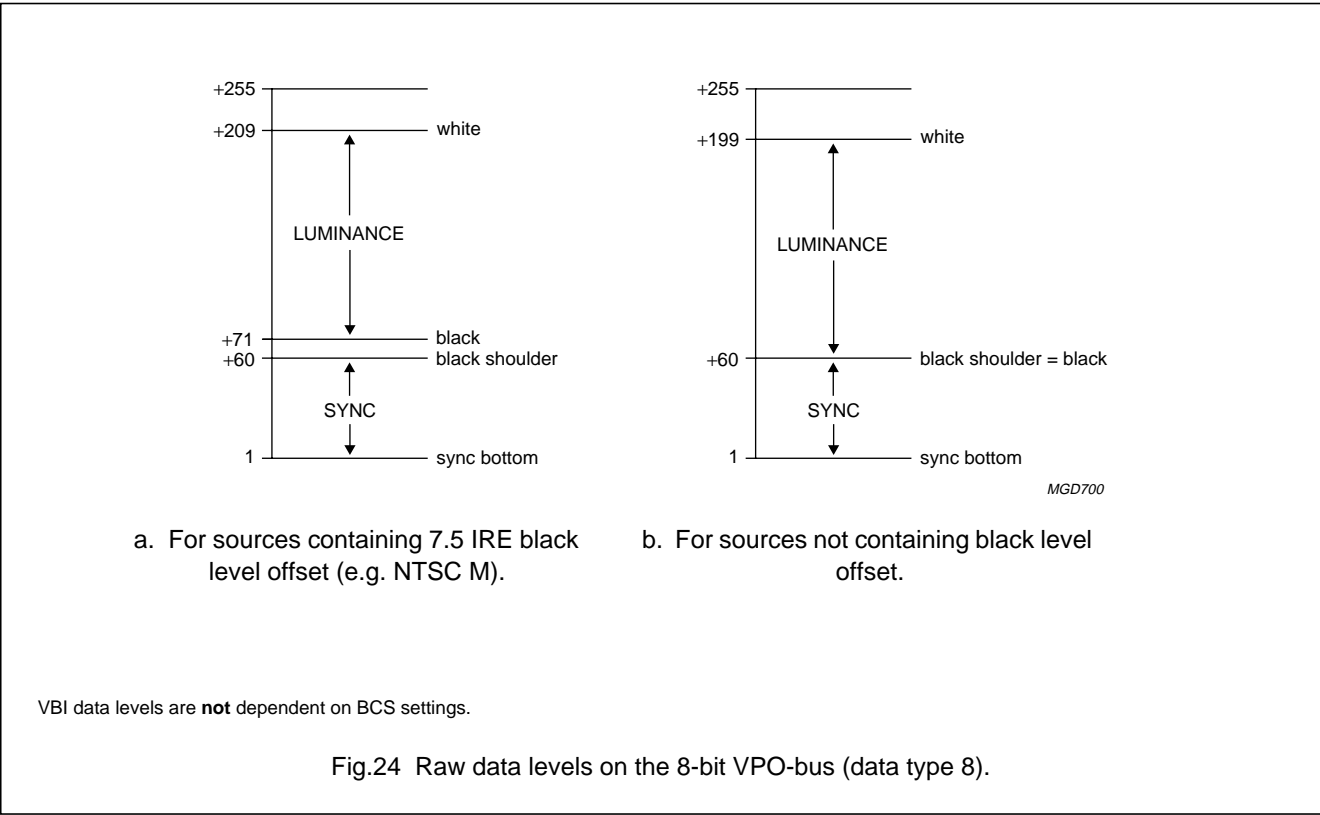 +255
+209
white
LUMINANCE
+71
black
+60
black shoulder
SYNC
1
sync bottom
+255
+199
white
LUMINANCE
+60
black shoulder = black
SYNC
1
sync bottom
MGD700
a. For sources containing 7.5 IRE black
level offset (e.g. NTSC M).
b. For sources not containing black level
offset.
VBI data levels are not dependent on BCS settings.
Fig.24 Raw data levels on the 8-bit VPO-bus (data type 8).